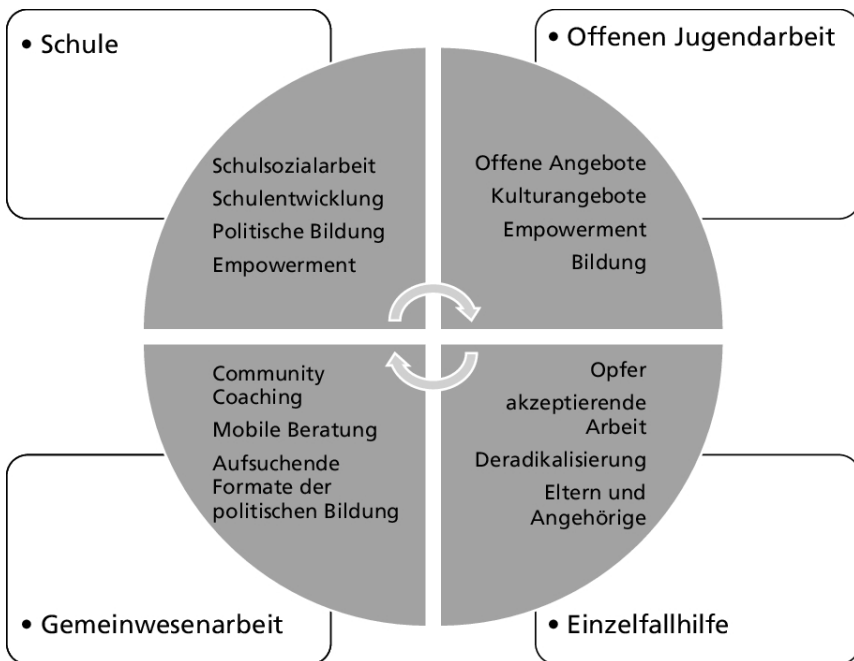 • Schule
Schulsozialarbeit
Schulentwicklung
Politische Bildung
Empowerment
• Offenen Jugendarbeit
Offene Angebote
Kulturangebote
Empowerment
Bildung
Community
Coaching
Mobile Beratung
Aufsuchende
Formate der
politischen Bildung
• Gemeinwesenarbeit
Opfer
akzeptierende
Arbeit
Deradikalisierung
Eltern und
Angehörige
• Einzelfallhilfe